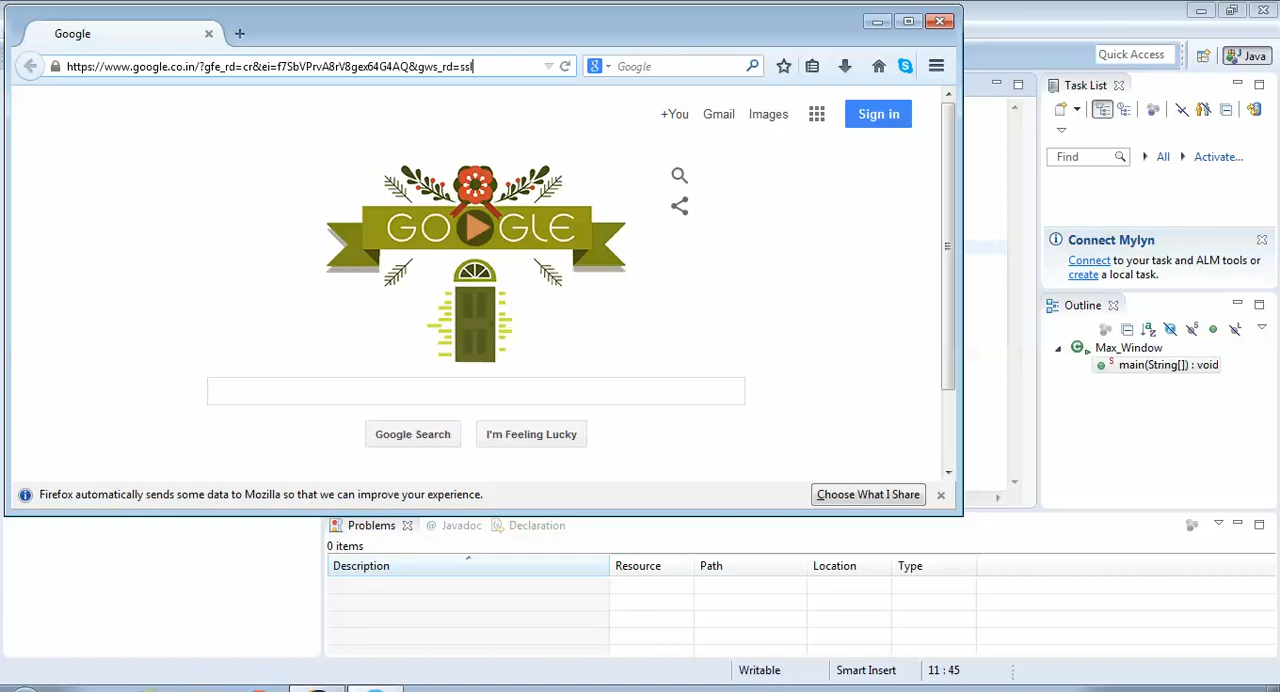 Google
https://www.google.co.in/?gfe_rd=cr&ei=f7SbVPrvA8rV8gex64G4AQ&gws_rd=ssl
Google
Quick Access
Java
Task List
+You Gmail Images Sign in
Find
All
Activate...
GO GLE
Connect Mylyn
Connect to your task and ALM tools or
create a local task.
Outline
Max_Window
main(String[]) : void
Google Search
I'm Feeling Lucky
Firefox automatically sends some data to Mozilla so that we can improve your experience.
Choose What I Share
Problems @ Javadoc Declaration
0 items
Description Resource Path Location Type
Writable Smart Insert 11 : 45